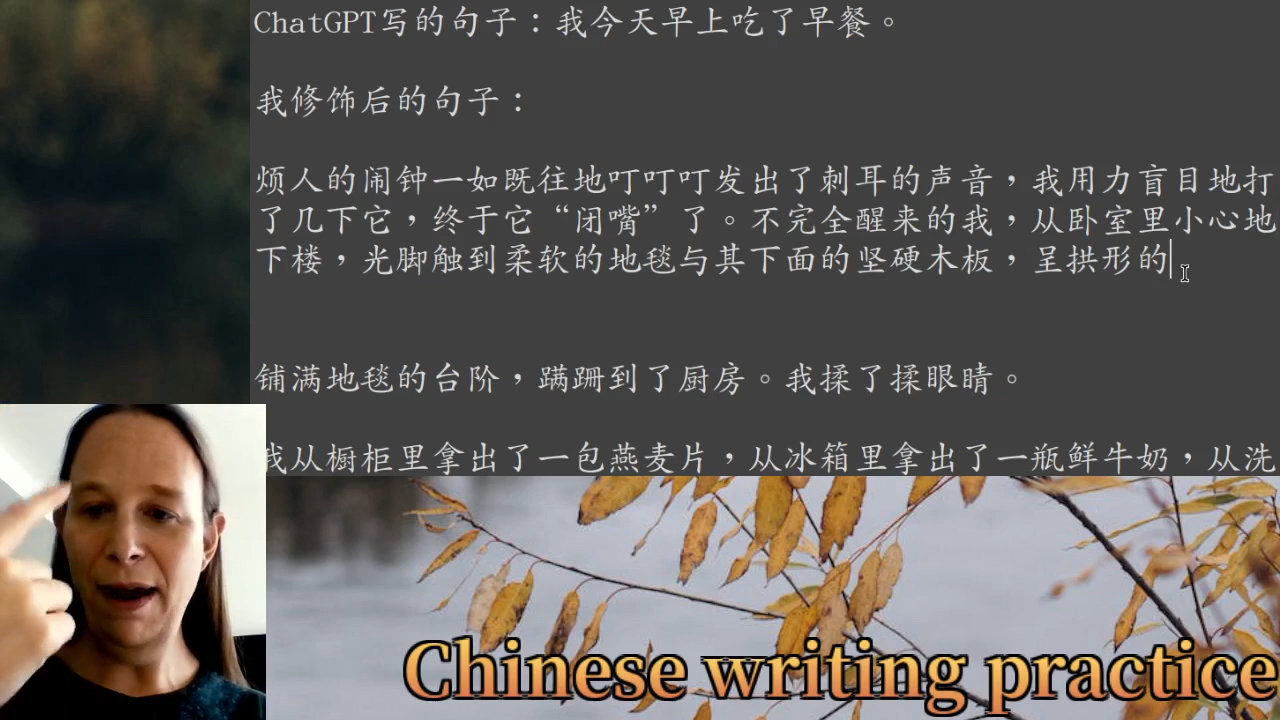 ChatGPT写的句子：我今天早上吃了早餐。
我修饰后的句子：
烦人的闹钟一如既往地叮叮叮发出了刺耳的声音，我用力盲目地打
了几下它，终于它“闭嘴”了。不完全醒来的我，从卧室里小心地
下楼，光脚触到柔软的地毯与其下面的坚硬木板，呈拱形的
铺满地毯的台阶，蹒跚到了厨房。我揉了揉眼睛。
我从橱柜里拿出了一包燕麦片，从冰箱里拿出了一瓶鲜牛奶，从洗
Chinese writing practice